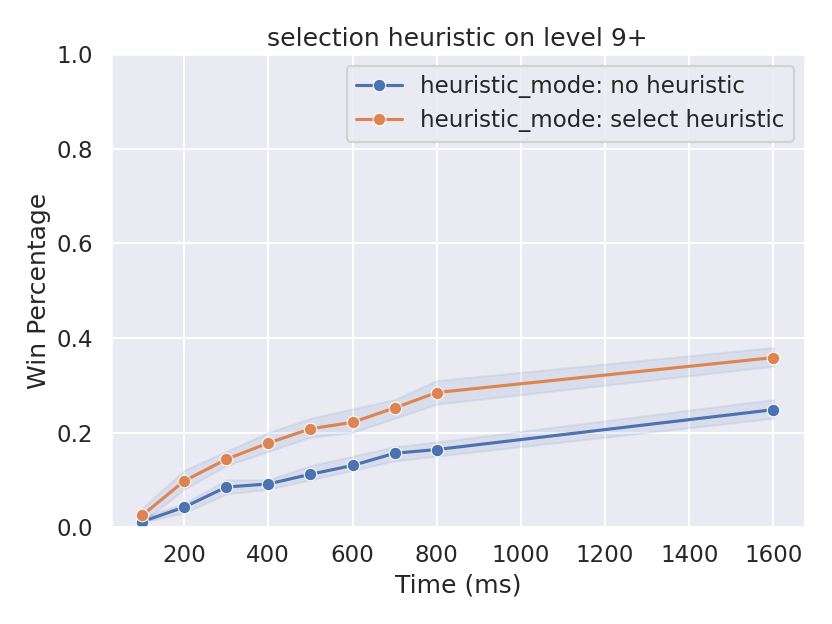 selection heuristic on level 9+
heuristic_mode: no heuristic
heuristic_mode: select heuristic
1.0
0.8
0.6
0.4
0.2
0.0
Win Percentage
200 400 600 800 1000 1200 1400 1600
Time (ms)